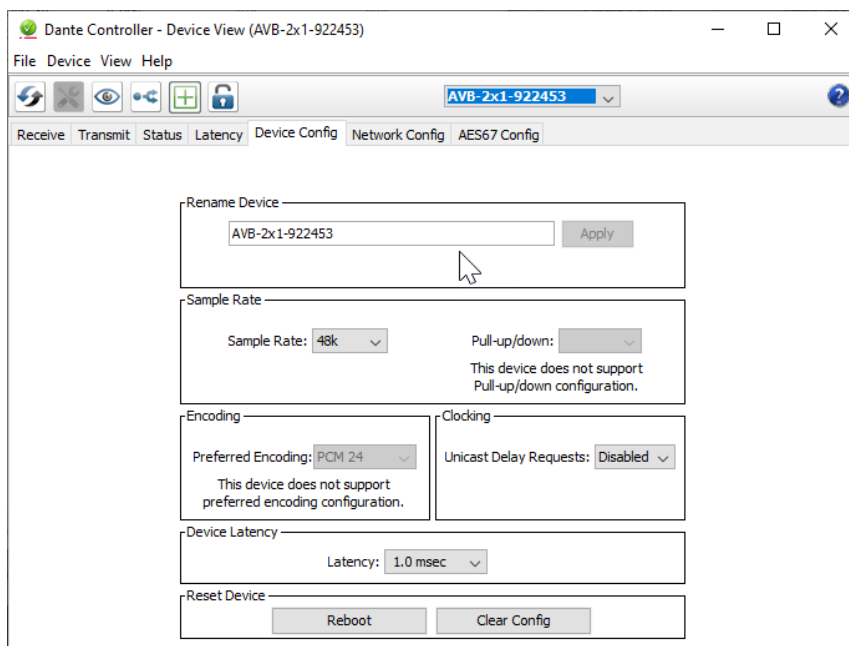 Dante Controller - Device View (AVB-2x1-922453)
File Device View Help
AVB-2x1-922453
?
Receive Transmit Status Latency Device Config Network Config AES67 Config
Rename Device
AVB-2x1-922453 Apply
Sample Rate
Sample Rate: 48k Pull-up/down:
This device does not support
Pull-up/down configuration.
Encoding
Preferred Encoding: PCM 24
This device does not support
preferred encoding configuration.
Clocking
Unicast Delay Requests: Disabled
Device Latency
Latency: 1.0 msec
Reset Device
Reboot Clear Config